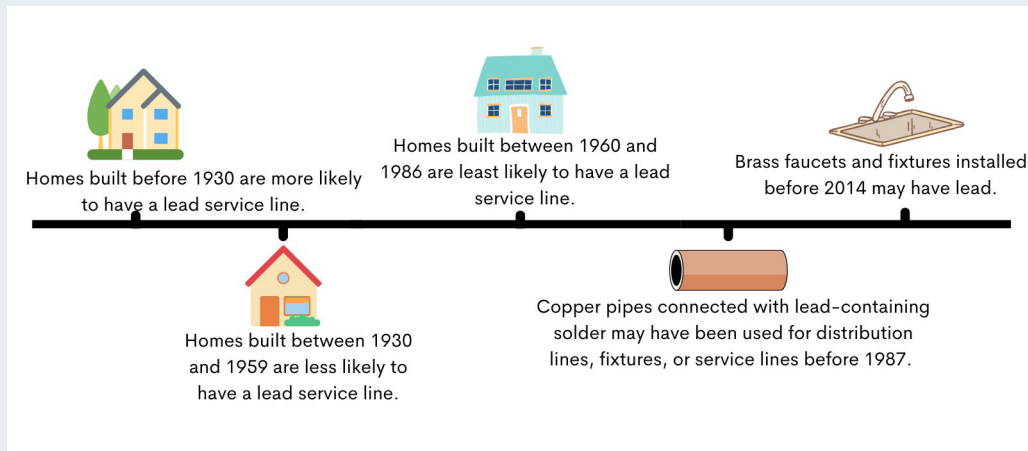 Homes built before 1930 are more likely
to have a lead service line.
Homes built between 1930
and 1959 are less likely to
have a lead service line.
Homes built between 1960 and
1986 are least likely to have a lead
service line.
Copper pipes connected with lead-containing
solder may have been used for distribution
lines, fixtures, or service lines before 1987.
Brass faucets and fixtures installed
before 2014 may have lead.